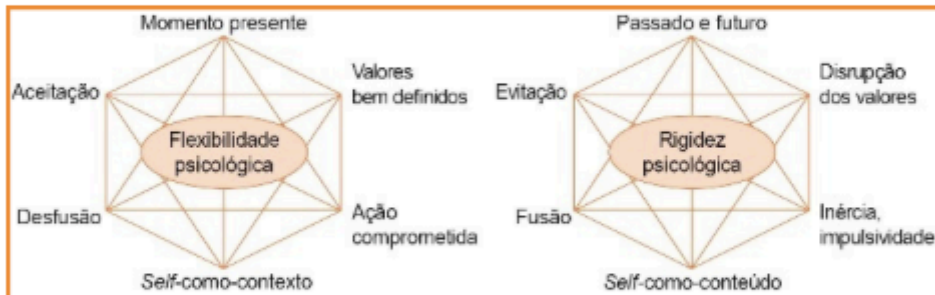 Momento presente
Aceitação
Valores
bem definidos
Flexibilidade
psicológica
Desfusão
Ação
comprometida
Self-como-contexto
Passado e futuro
Evitação
Disrupção
dos valores
Rigidez
psicológica
Fusão
Inércia,
impulsividade
Self-como-conteúdo